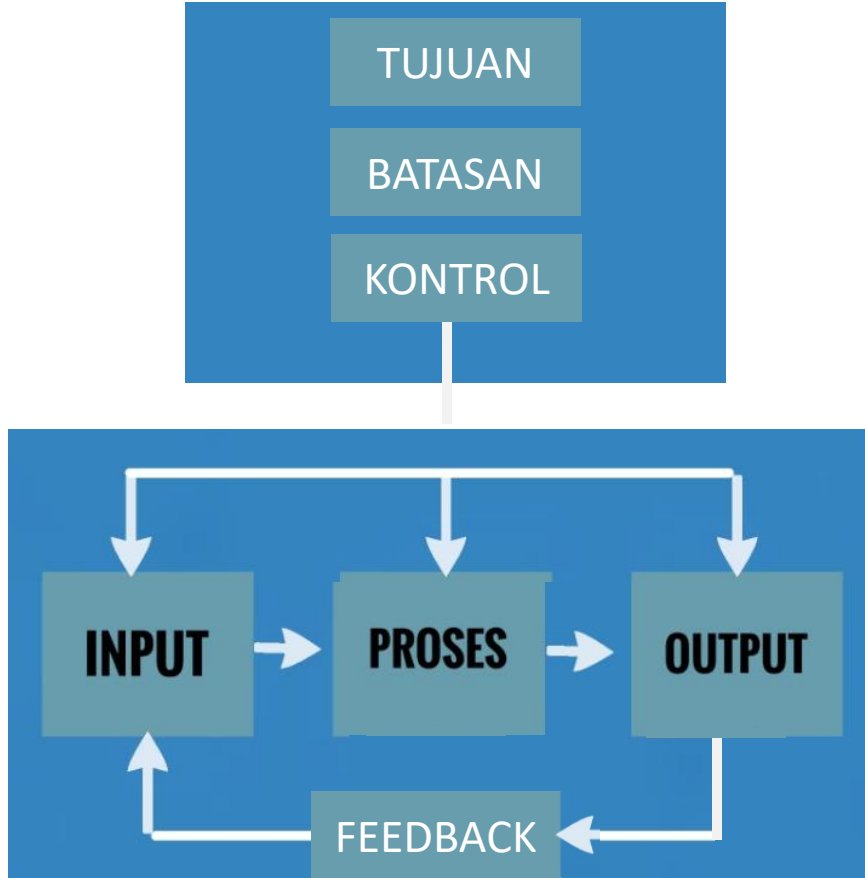 TUJUAN
BATASAN
KONTROL
INPUT
PROSES
OUTPUT
FEEDBACK